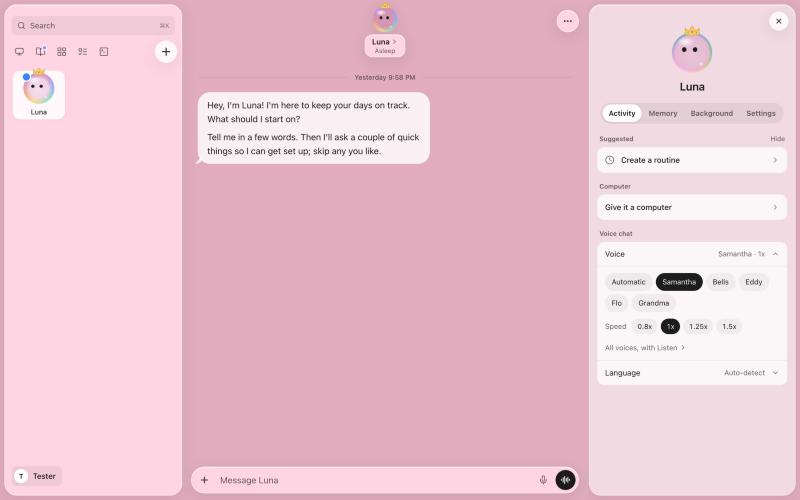 Search
⌘K
Luna
T
Tester
Luna
Asleep
Yesterday 9:58 PM
Hey, I'm Luna! I'm here to keep your days on track.
What should I start on?
Tell me in a few words. Then I'll ask a couple of quick
things so I can get set up; skip any you like.
Message Luna
Luna
Activity Memory Background Settings
Suggested Hide
Create a routine
Computer
Give it a computer
Voice chat
Voice Samantha · 1x
Automatic Samantha Bells Eddy
Flo Grandma
Speed 0.8x 1x 1.25x 1.5x
All voices, with Listen
Language Auto-detect